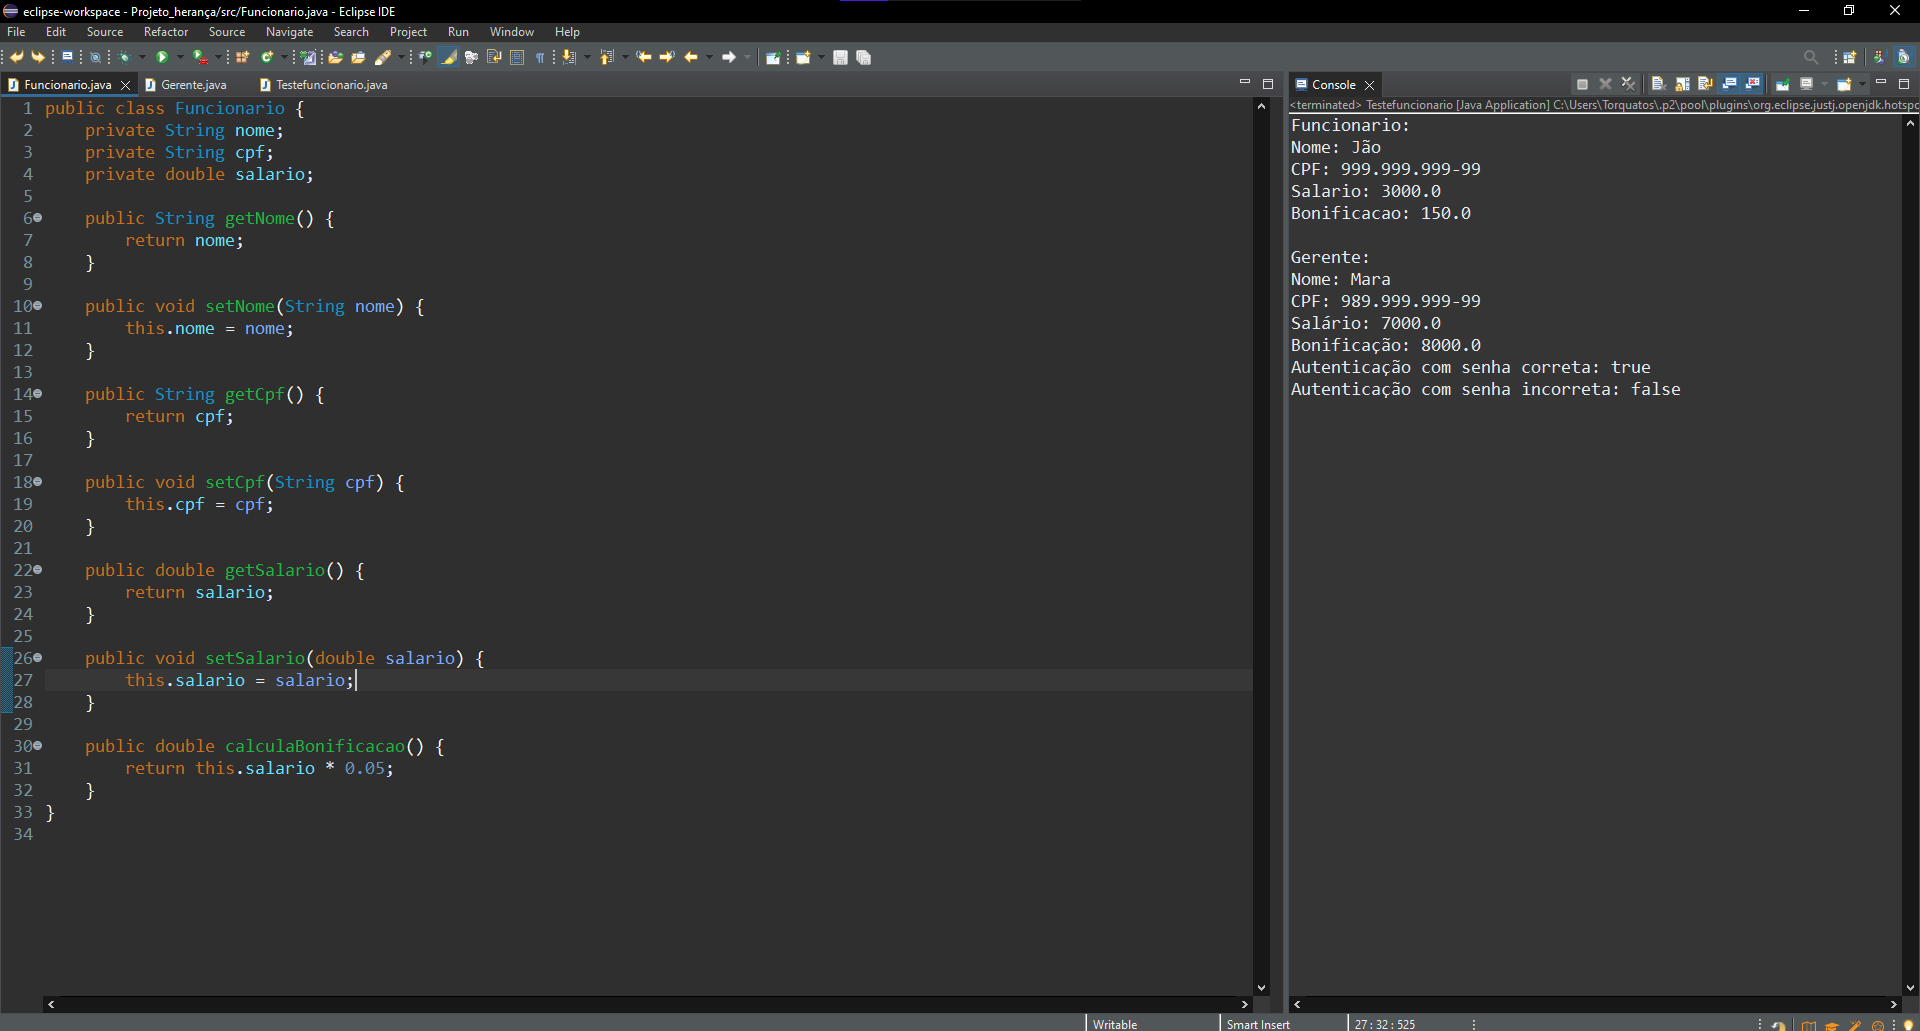 eclipse-workspace - Projeto_herança/src/Funcionario.java - Eclipse IDE
File Edit Source Refactor Source Navigate Search Project Run Window Help
Funcionario.java Gerente.java Testefuncionario.java
1 public class Funcionario {
2 private String nome;
3 private String cpf;
4 private double salario;
5
6 public String getNome() {
7 return nome;
8 }
9
10 public void setNome(String nome) {
11 this.nome = nome;
12 }
13
14 public String getCpf() {
15 return cpf;
16 }
17
18 public void setCpf(String cpf) {
19 this.cpf = cpf;
20 }
21
22 public double getSalario() {
23 return salario;
24 }
25
26 public void setSalario(double salario) {
27 this.salario = salario;
28 }
29
30 public double calculaBonificacao() {
31 return this.salario * 0.05;
32 }
33 }
34
Console
<terminated> Testefuncionario [Java Application] C:\Users\Torquatos\.p2\pool\plugins\org.eclipse.justj.openjdk.hotspc
Funcionario:
Nome: Jão
CPF: 999.999.999-99
Salario: 3000.0
Bonificacao: 150.0
Gerente:
Nome: Mara
CPF: 989.999.999-99
Salário: 7000.0
Bonificação: 8000.0
Autenticação com senha correta: true
Autenticação com senha incorreta: false
Writable Smart Insert 27 : 32 : 525